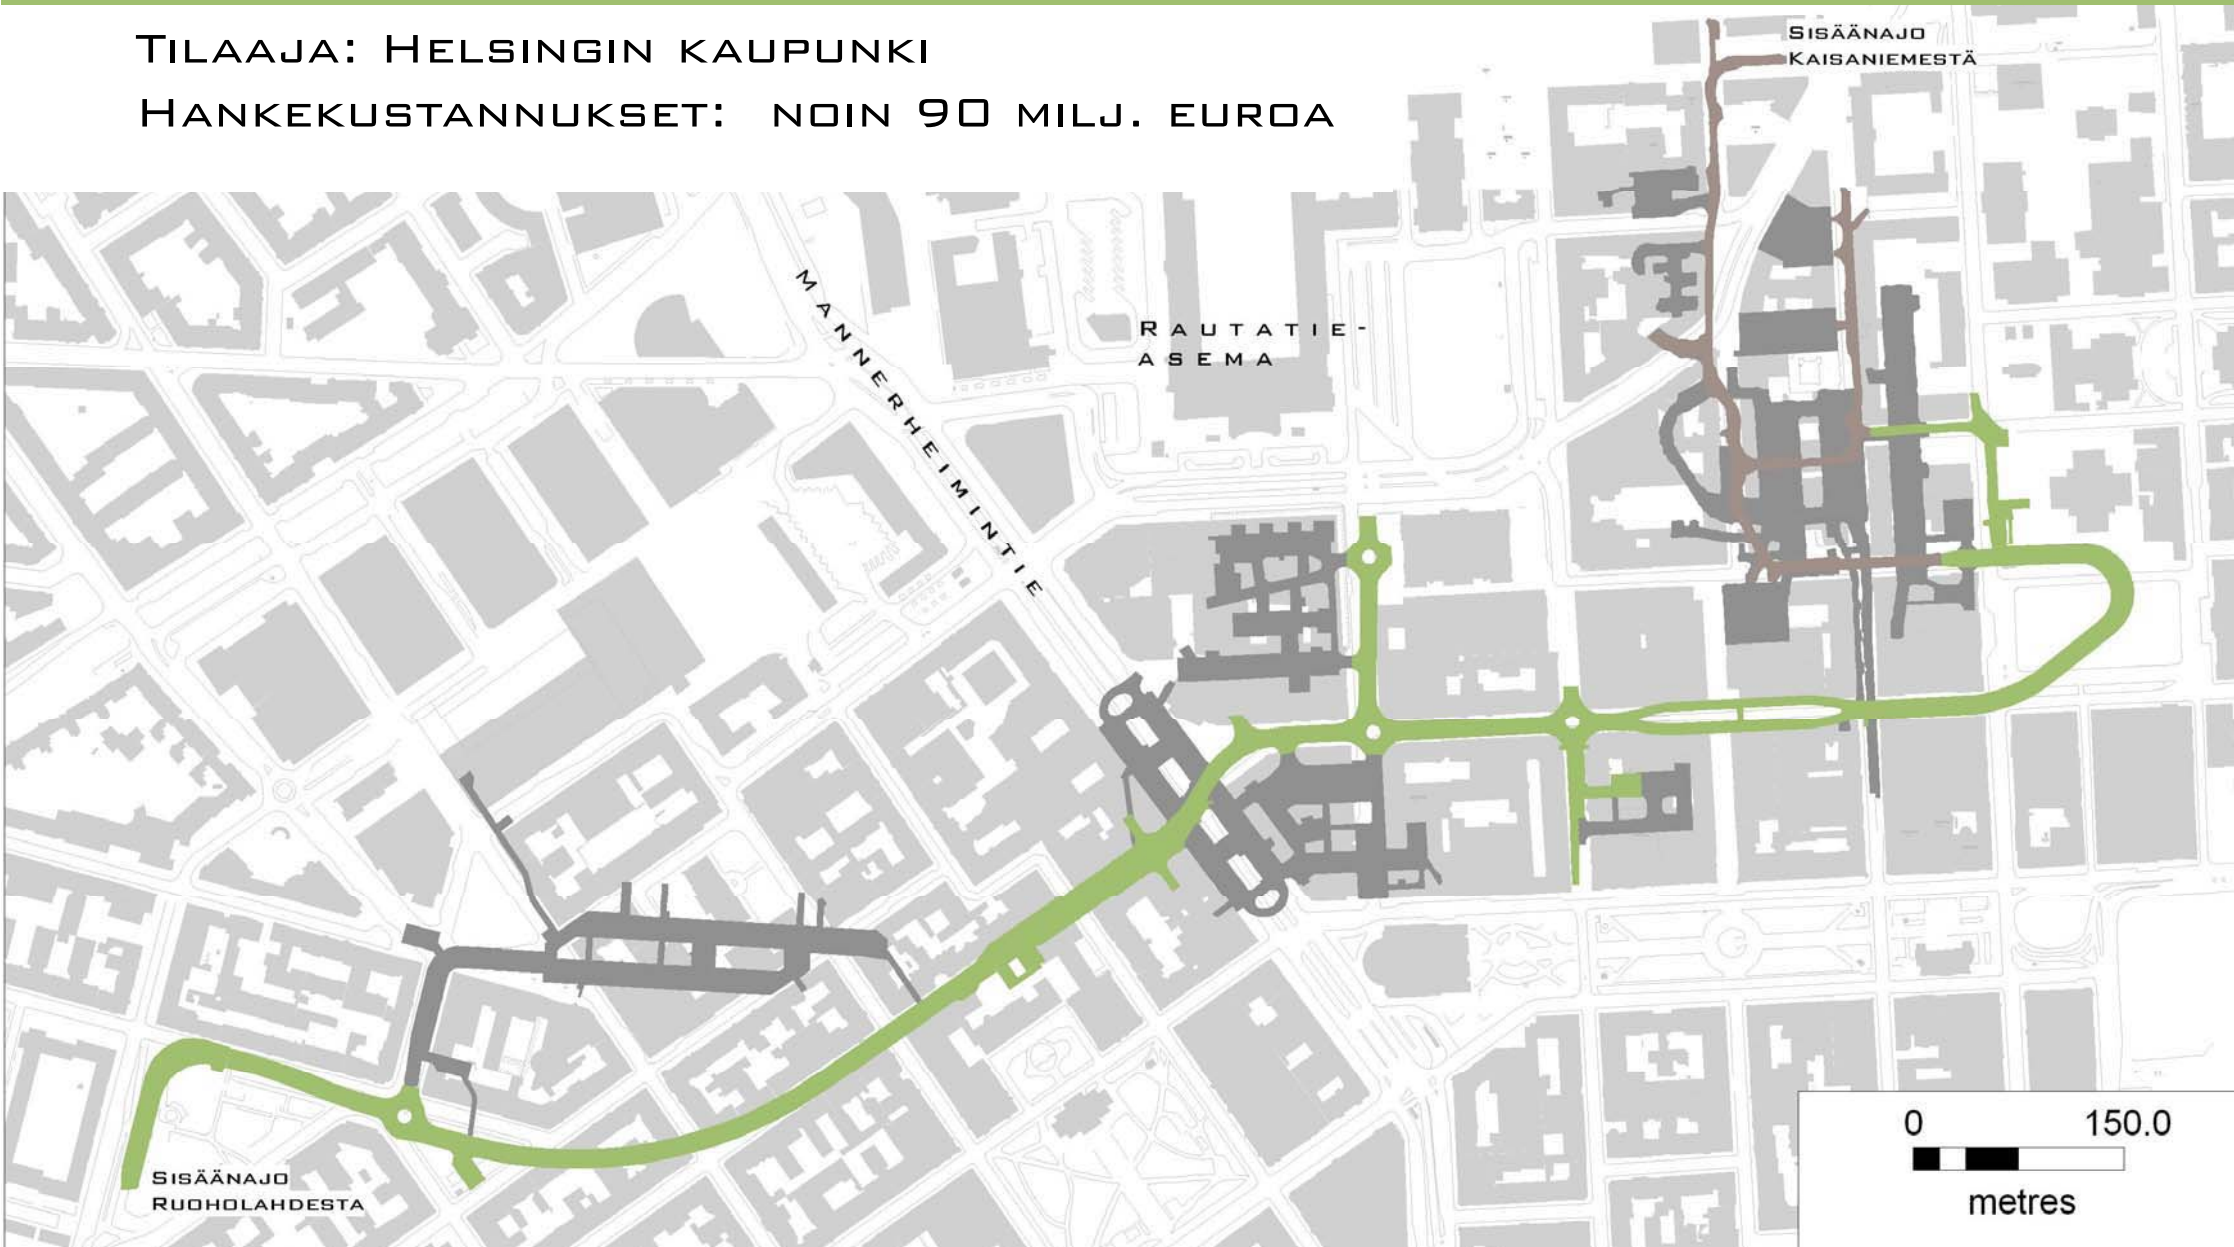 TILAAJA: HELSINGIN KAUPUNKI
HANKEKUSTANNUKSET: NOIN 90 MILJ. EUROA
SISÄÄNAJO
KAISANIEMESTÄ
MANNERHEIMINTIE
RAUTATIE-
ASEMA
SISÄÄNAJO
RUOHOLAHDESTA
0 150.0
metres